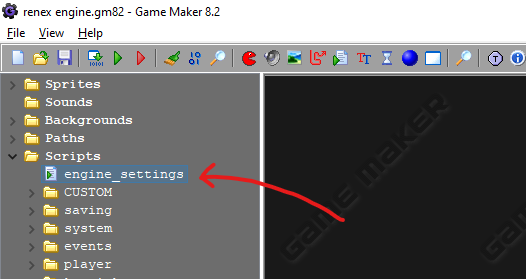 renex engine.gm82 - Game Maker 8.2
File View Help
Sprites
Sounds
Backgrounds
Paths
Scripts
engine_settings
CUSTOM
saving
system
events
player
GAME MAKER